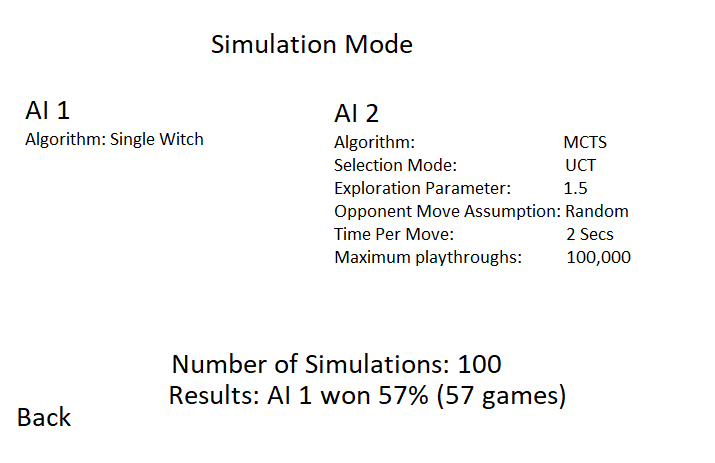 Simulation Mode
AI 1
Algorithm: Single Witch
AI 2
Algorithm: MCTS
Selection Mode: UCT
Exploration Parameter: 1.5
Opponent Move Assumption: Random
Time Per Move: 2 Secs
Maximum playthroughs: 100,000
Number of Simulations: 100
Results: AI 1 won 57% (57 games)
Back